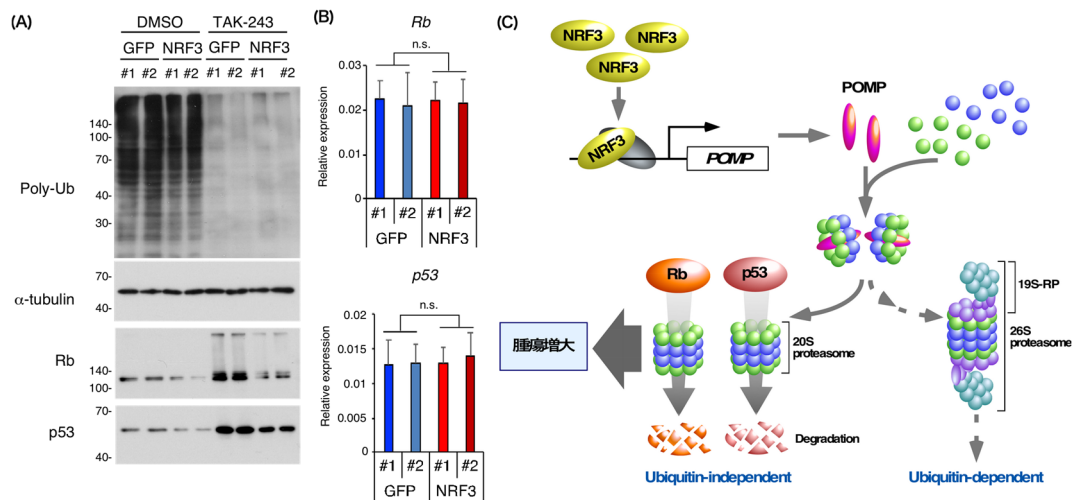 (A)
DMSO TAK-243
GFP NRF3 GFP NRF3
#1 #2 #1 #2 #1 #2 #1 #2
140-
100-
70-
Poly-Ub
40-
30-
70-
α-tubulin
40-
Rb
140-
100-
70-
p53
40-
(B)
Rb
n.s.
Relative expression
0.03
0.02
0.01
0
#1 #2 #1 #2
GFP NRF3
p53
n.s.
Relative expression
0.02
0.015
0.01
0.005
0
#1 #2 #1 #2
GFP NRF3
(C)
NRF3 NRF3
NRF3
NRF3
POMP
POMP
Rb p53
19S-RP
20S
proteasome
26S
proteasome
腫瘍増大
Degradation
Ubiquitin-independent
Ubiquitin-dependent